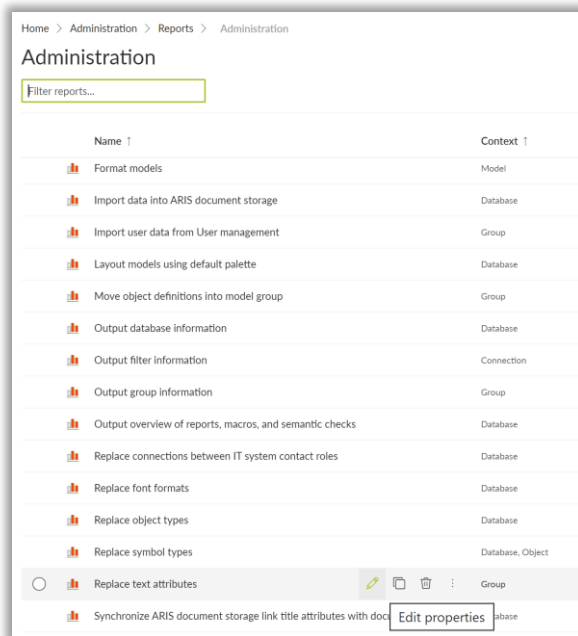 Home > Administration > Reports > Administration
Administration
Filter reports...
Name ↑ Context ↑
Format models Model
Import data into ARIS document storage Database
Import user data from User management Group
Layout models using default palette Database
Move object definitions into model group Group
Output database information Database
Output filter information Connection
Output group information Group
Output overview of reports, macros, and semantic checks Database
Replace connections between IT system contact roles Database
Replace font formats Database
Replace object types Database
Replace symbol types Database, Object
Replace text attributes Group
Synchronize ARIS document storage link title attributes with docu Edit properties abase